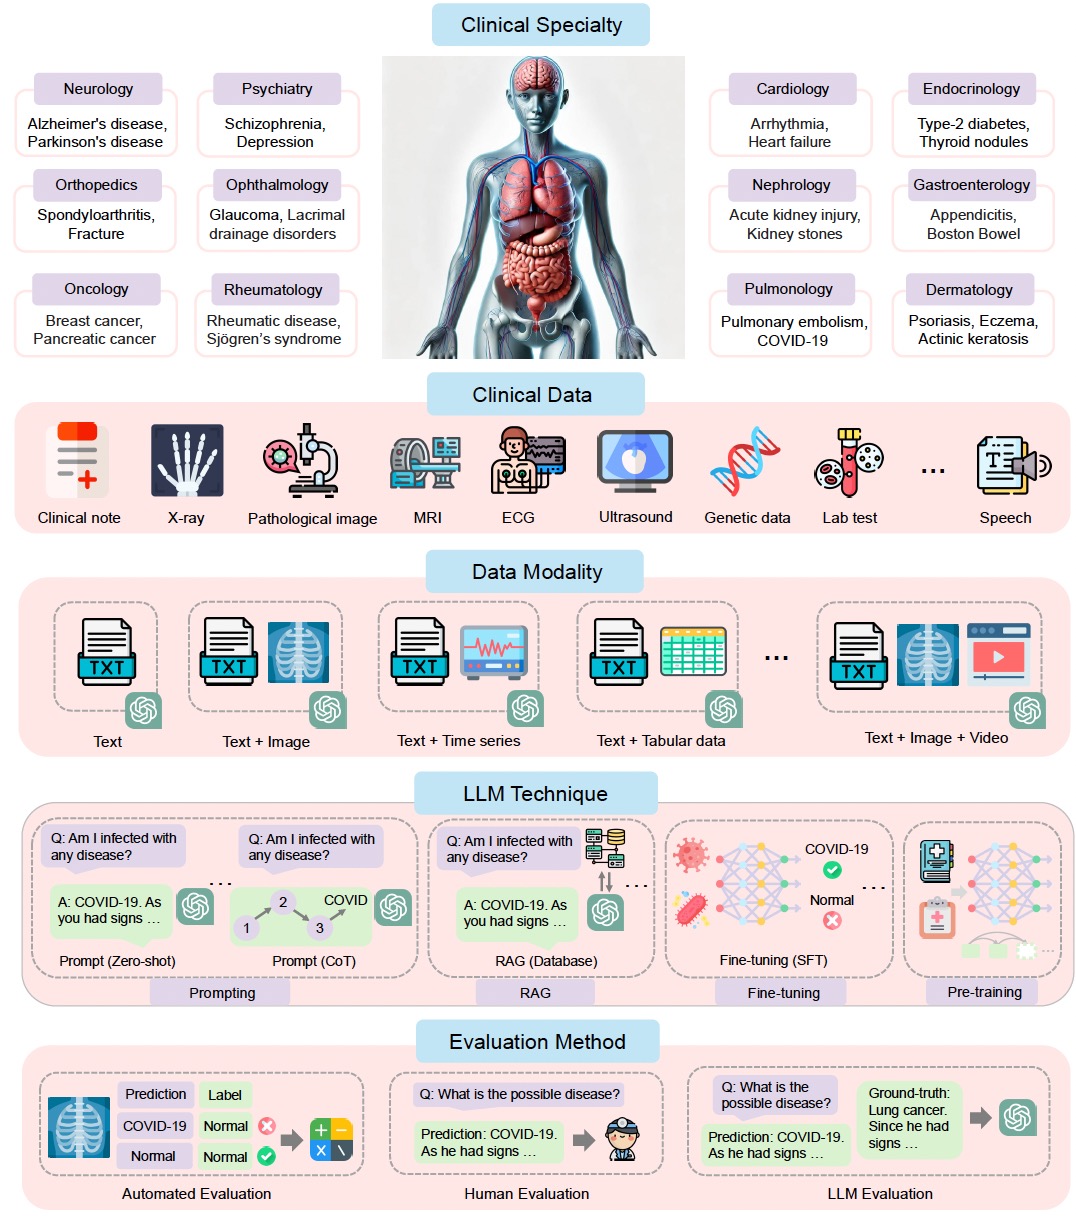 Clinical Specialty
Neurology
Alzheimer's disease,
Parkinson's disease
Psychiatry
Schizophrenia,
Depression
Cardiology
Arrhythmia,
Heart failure
Endocrinology
Type-2 diabetes,
Thyroid nodules
Orthopedics
Spondyloarthritis,
Fracture
Ophthalmology
Glaucoma, Lacrimal
drainage disorders
Nephrology
Acute kidney injury,
Kidney stones
Gastroenterology
Appendicitis,
Boston Bowel
Oncology
Breast cancer,
Pancreatic cancer
Rheumatology
Rheumatic disease,
Sjögren's syndrome
Pulmonology
Pulmonary embolism,
COVID-19
Dermatology
Psoriasis, Eczema,
Actinic keratosis
Clinical Data
T
Clinical note
X-ray
Pathological image
MRI
ECG
Ultrasound
Genetic data
Lab test
...
Speech
Data Modality
TXT
TXT
TXT
TXT
...
TXT
Text
Text + Image
Text + Time series
Text + Tabular data
Text + Image + Video
LLM Technique
Q: Am I infected with
any disease?
A: COVID-19. As
you had signs ...
Prompt (Zero-shot)
...
Q: Am I infected with
any disease?
1
2
3
COVID
Prompt (CoT)
Prompting
Q: Am I infected with
any disease?
A: COVID-19. As
you had signs ...
...
RAG (Database)
RAG
COVID-19
Normal
...
Fine-tuning (SFT)
Fine-tuning
...
Pre-training
Evaluation Method
Prediction Label
COVID-19 Normal
Normal Normal
+ −
X \
Automated Evaluation
Q: What is the possible disease?
Prediction: COVID-19.
As he had signs ...
Human Evaluation
Q: What is the
possible disease?
Prediction: COVID-19.
As he had signs ...
Ground-truth:
Lung cancer.
Since he had
signs ...
LLM Evaluation